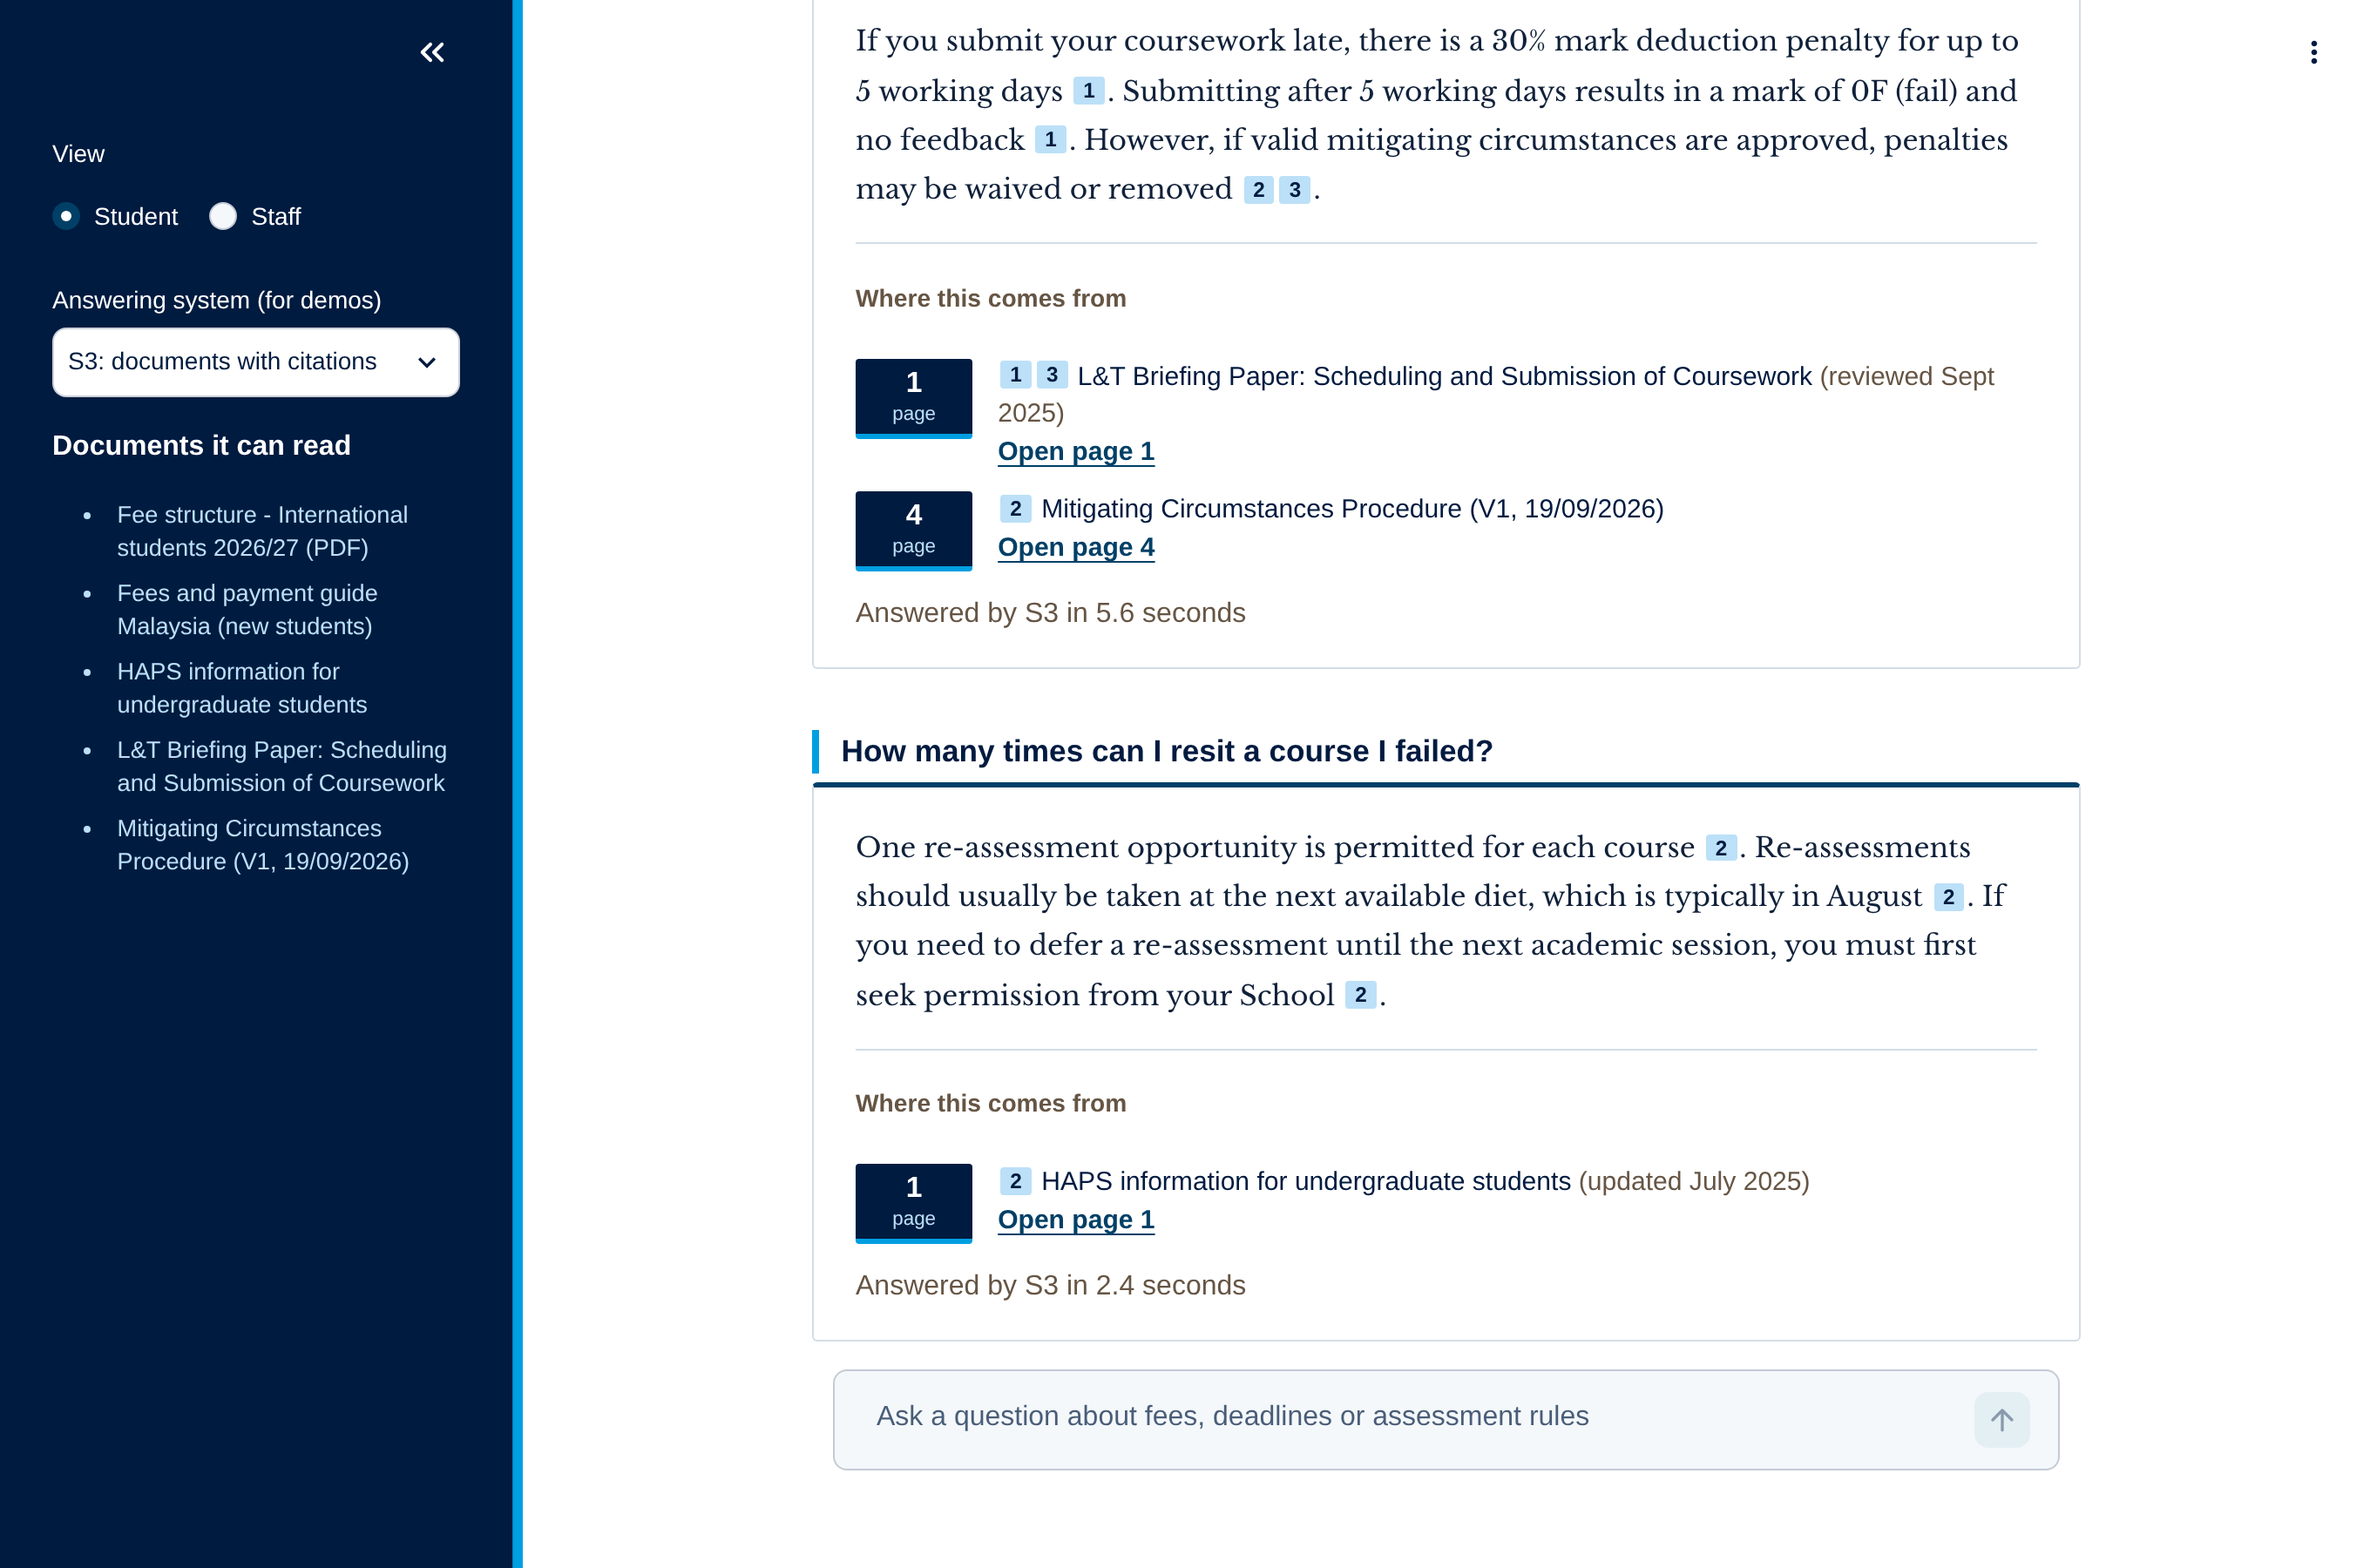 View
Student
Staff
Answering system (for demos)
S3: documents with citations
Documents it can read
Fee structure - International
students 2026/27 (PDF)
Fees and payment guide
Malaysia (new students)
HAPS information for
undergraduate students
L&T Briefing Paper: Scheduling
and Submission of Coursework
Mitigating Circumstances
Procedure (V1, 19/09/2026)
If you submit your coursework late, there is a 30% mark deduction penalty for up to
5 working days 1. Submitting after 5 working days results in a mark of 0F (fail) and
no feedback 1. However, if valid mitigating circumstances are approved, penalties
may be waived or removed 2 3.
Where this comes from
1
page
1 3 L&T Briefing Paper: Scheduling and Submission of Coursework (reviewed Sept
2025)
Open page 1
4
page
2 Mitigating Circumstances Procedure (V1, 19/09/2026)
Open page 4
Answered by S3 in 5.6 seconds
How many times can I resit a course I failed?
One re-assessment opportunity is permitted for each course 2. Re-assessments
should usually be taken at the next available diet, which is typically in August 2. If
you need to defer a re-assessment until the next academic session, you must first
seek permission from your School 2.
Where this comes from
1
page
2 HAPS information for undergraduate students (updated July 2025)
Open page 1
Answered by S3 in 2.4 seconds
Ask a question about fees, deadlines or assessment rules